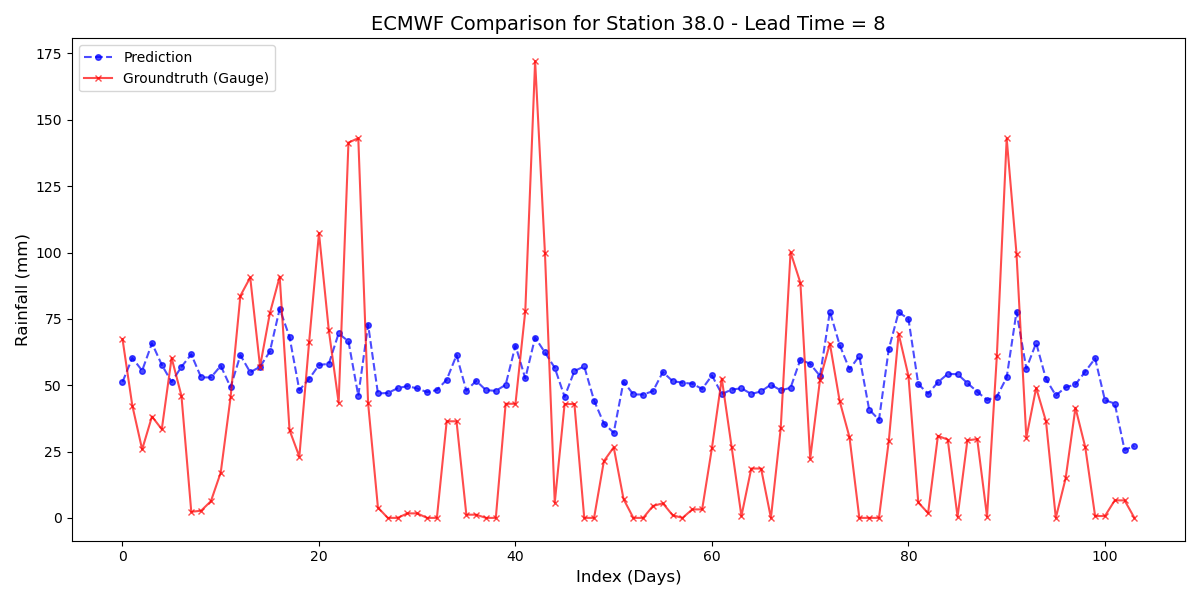 ECMWF Comparison for Station 38.0 - Lead Time = 8
Prediction
Groundtruth (Gauge)
Rainfall (mm)
175
150
125
100
75
50
25
0
0 20 40 60 80 100
Index (Days)